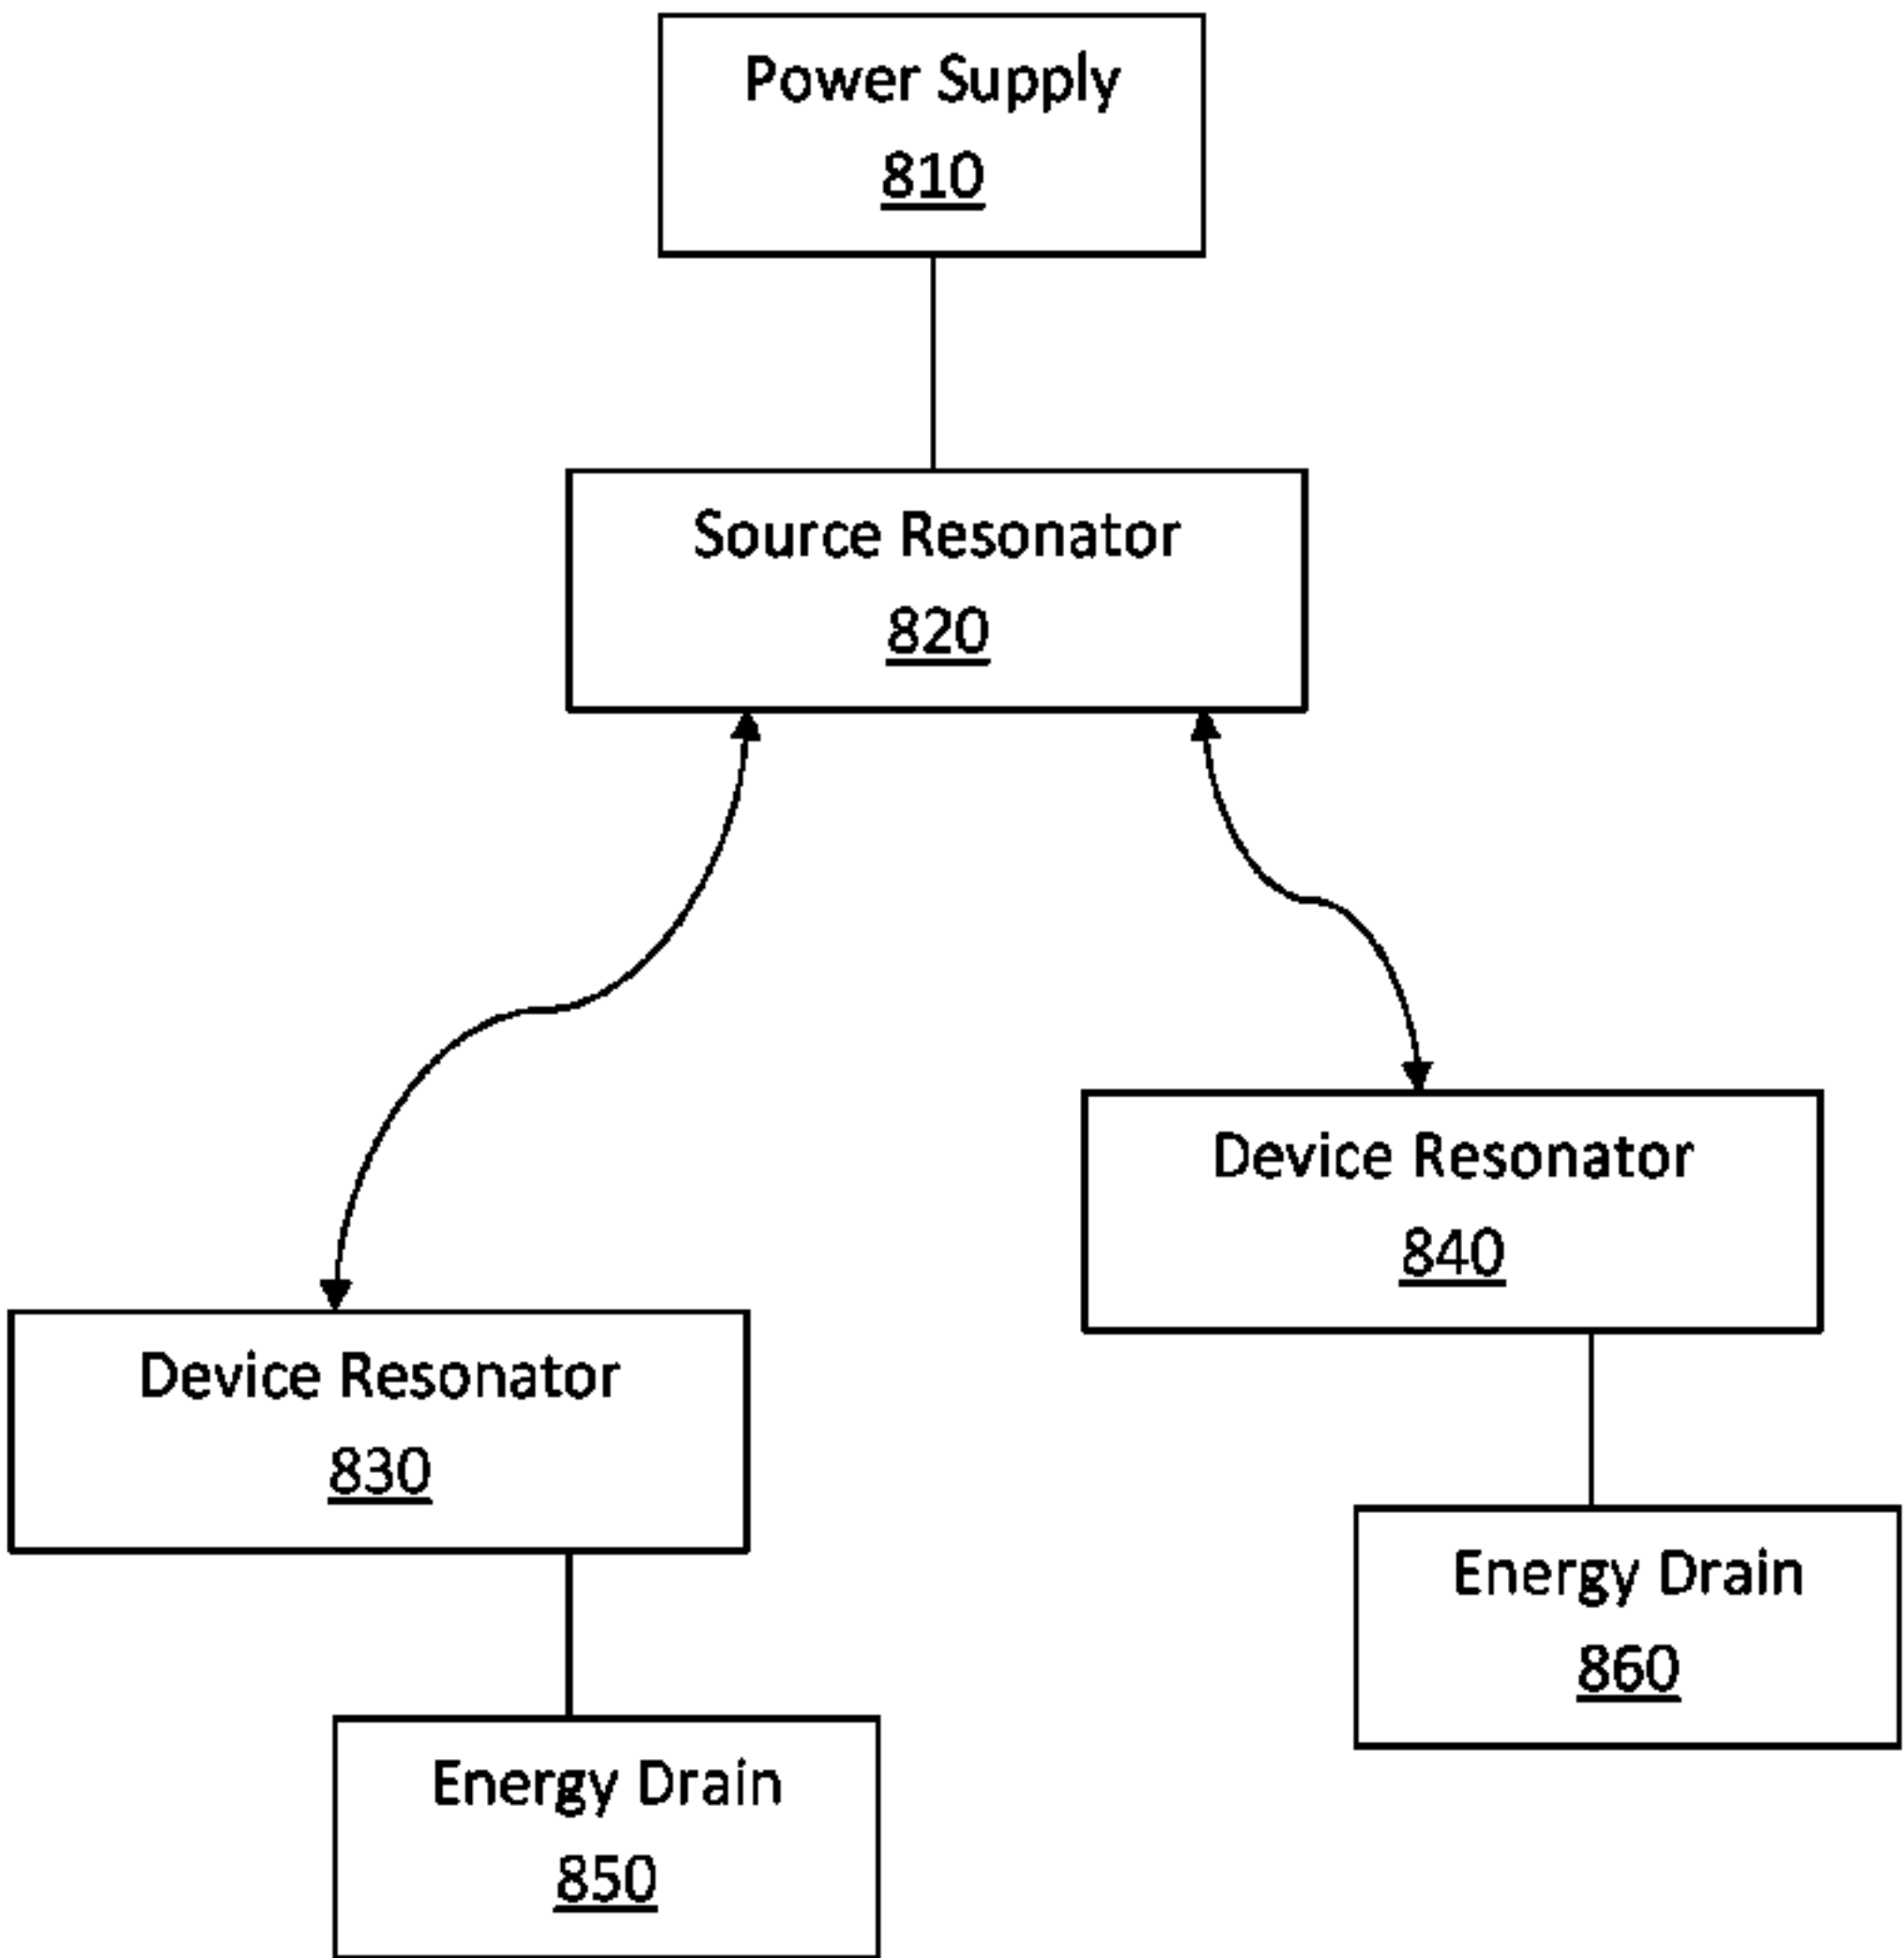 Power Supply
810
Source Resonator
820
Device Resonator
840
Device Resonator
830
Energy Drain
860
Energy Drain
850